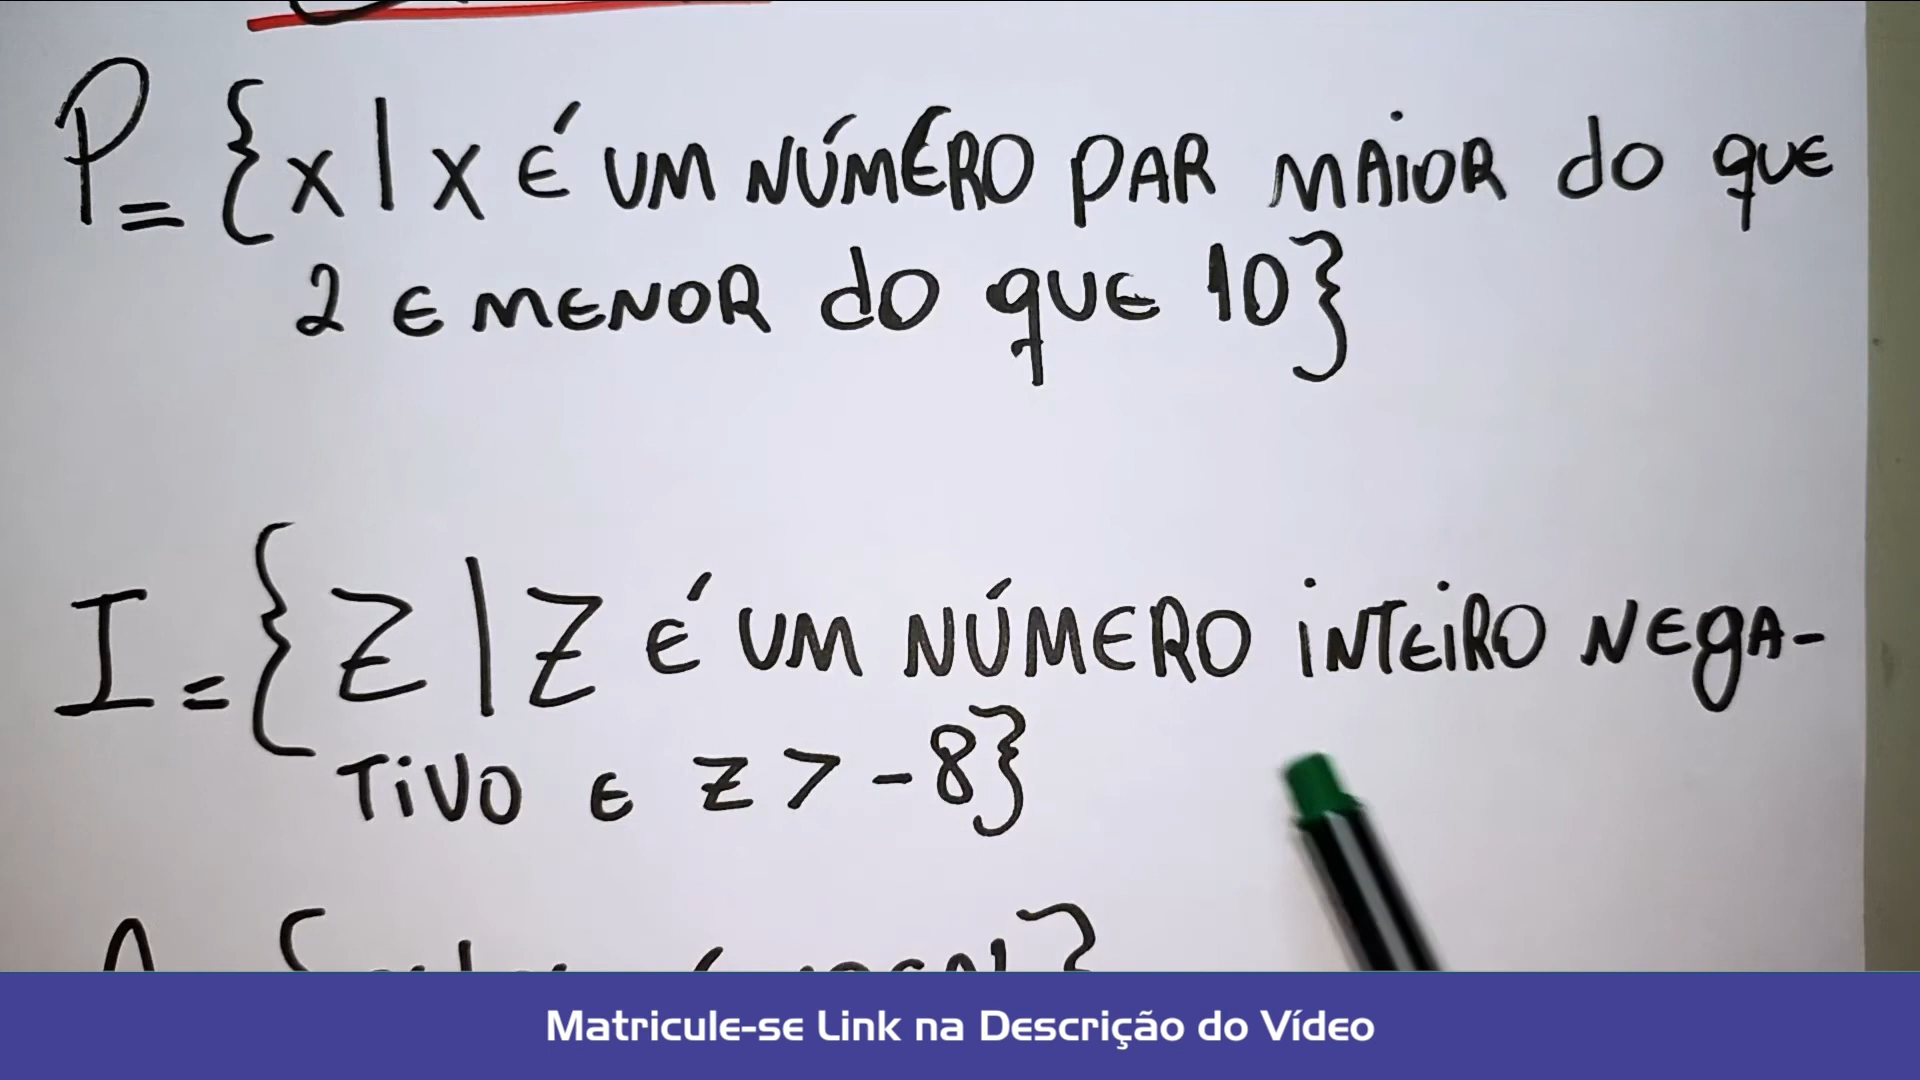 P= {x | x É UM NÚMERO PAR MAIOR do que
2 E MENOR do que 10}
I= {Z | Z É UM NÚMERO INTEIRO NEGA-
TIVO E Z > -8}
Matricule-se Link na Descrição do Vídeo